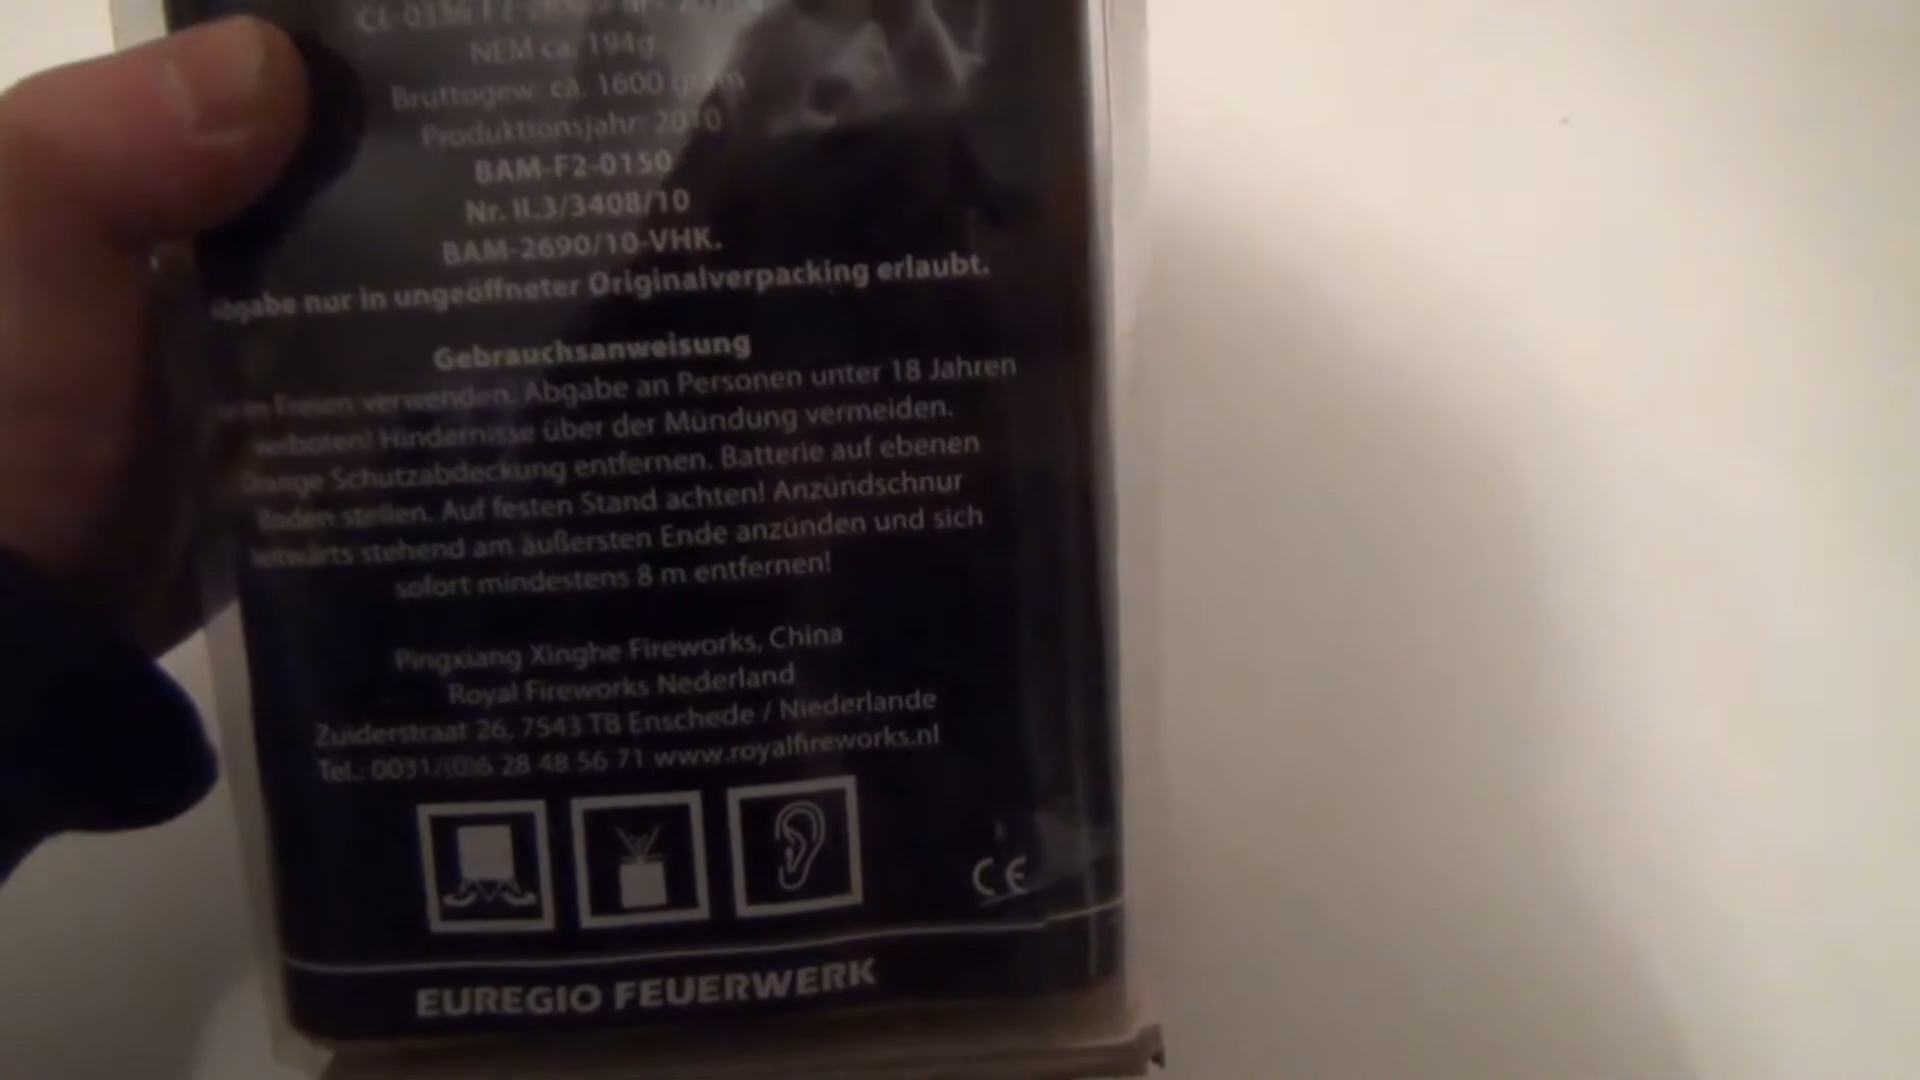 NEM ca. 194g
Bruttogew. ca. 1600 gramm
Produktionsjahr: 2010
BAM-F2-0150
Nr. II.3/3408/10
BAM-2690/10-VHK.
Abgabe nur in ungeöffneter Originalverpacking erlaubt.
Gebrauchsanweisung
im Freien verwenden. Abgabe an Personen unter 18 Jahren
verboten! Hindernisse über der Mündung vermeiden.
Orange Schutzabdeckung entfernen. Batterie auf ebenen
Boden stellen. Auf festen Stand achten! Anzündschnur
seitwärts stehend am äußersten Ende anzünden und sich
sofort mindestens 8 m entfernen!
Pingxiang Xinghe Fireworks, China
Royal Fireworks Nederland
Zuiderstraat 26, 7543 TB Enschede / Niederlande
Tel.: 0031/(0)6 28 48 56 71 www.royalfireworks.nl
CE
EUREGIO FEUERWERK